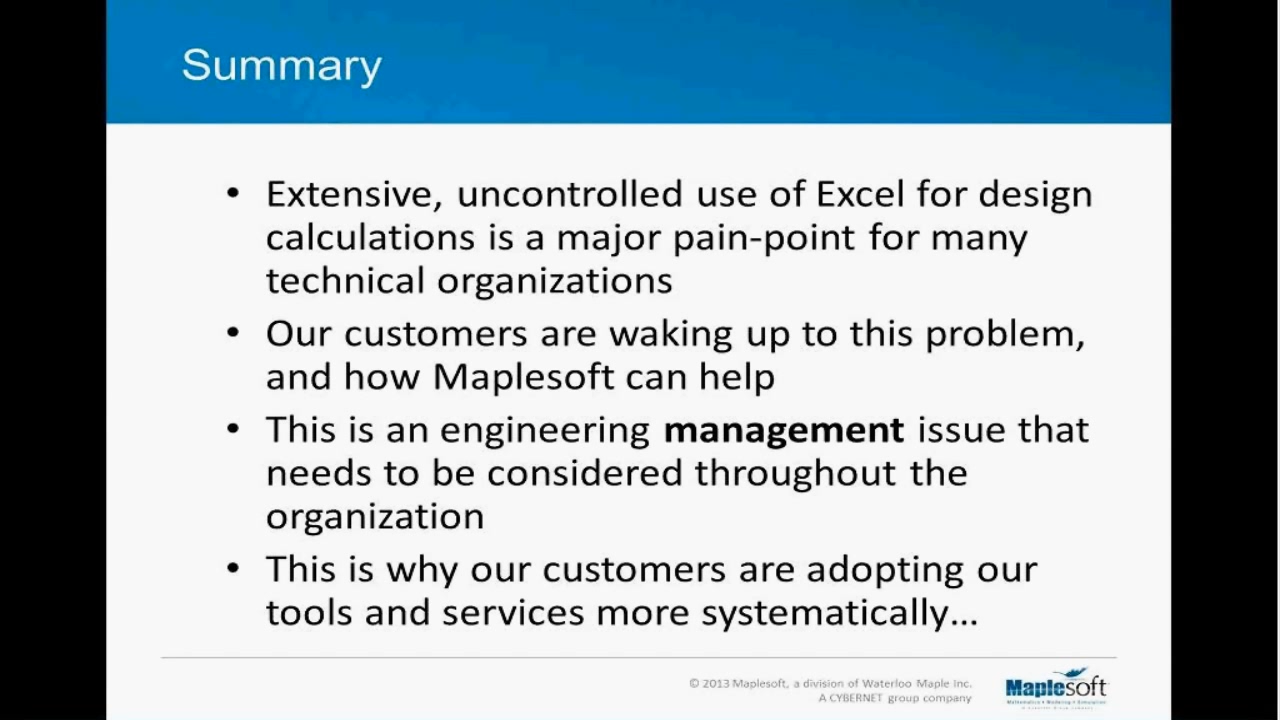 Summary
• Extensive, uncontrolled use of Excel for design
calculations is a major pain-point for many
technical organizations
• Our customers are waking up to this problem,
and how Maplesoft can help
• This is an engineering management issue that
needs to be considered throughout the
organization
• This is why our customers are adopting our
tools and services more systematically…
© 2013 Maplesoft, a division of Waterloo Maple Inc.
A CYBERNET group company
Maplesoft